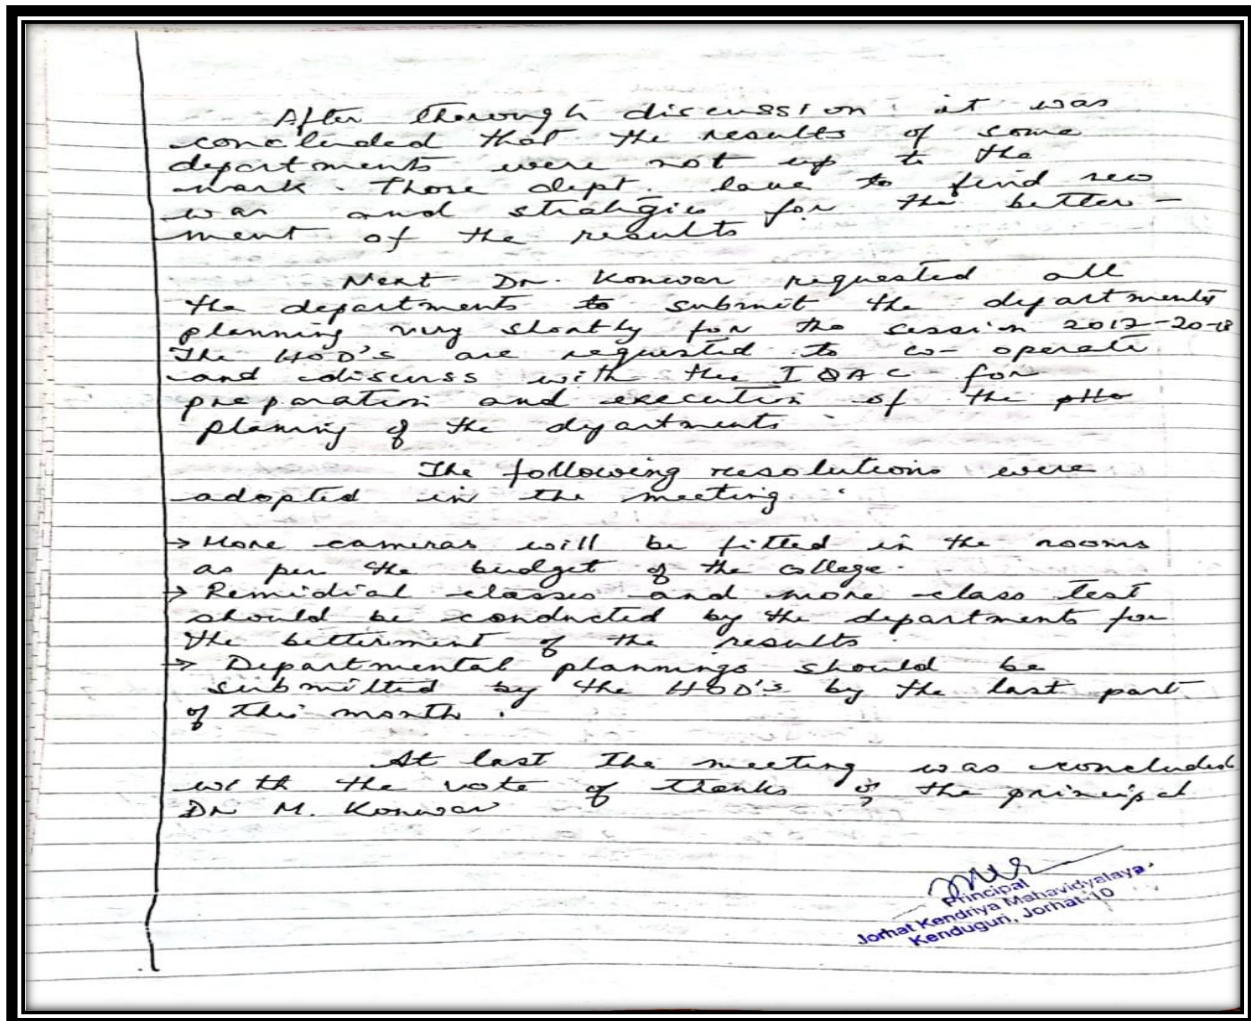 After thorough discussion it was
concluded that the results of some
departments were not up to the
mark. Those dept. have to find new
was and strategies for the better-
ment of the results
Next Dr. Konwar requested all
the departments to submit the departments
planning very shortly for the session 2017-20-18
The HOD's are requested to co-operate
and discuss with the IQAC for
preparation and execution of the
planning of the departments
The following resolutions were
adopted in the meeting.
→ More cameras will be fitted in the rooms
as per the budget of the college.
→ Remidial classes and more class test
should be conducted by the departments for
the betterment of the results
→ Departmental plannings should be
submitted by the HOD's by the last part
of this month.
At last the meeting was concluded
with the vote of thanks of the principal
Dr M. Konwar
Principal
Jorhat Kendriya Mahavidyalaya
Kenduguri, Jorhat-10